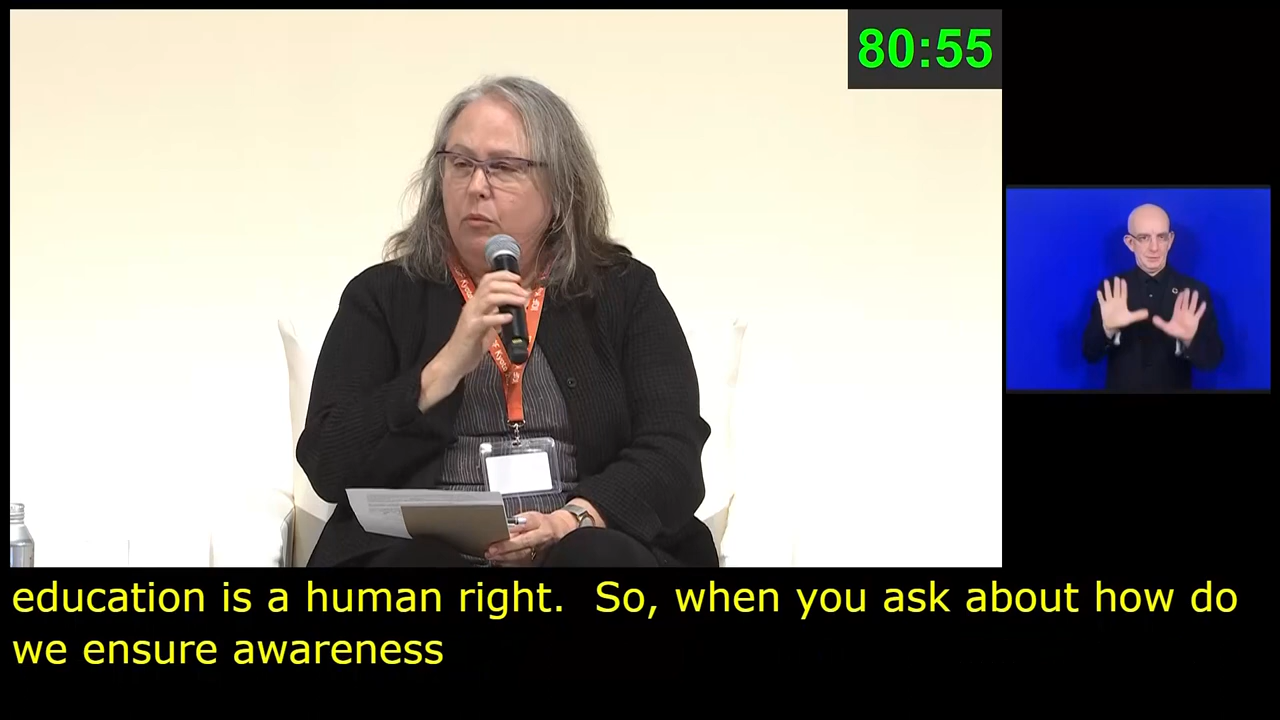 80:55
education is a human right.  So, when you ask about how do
we ensure awareness